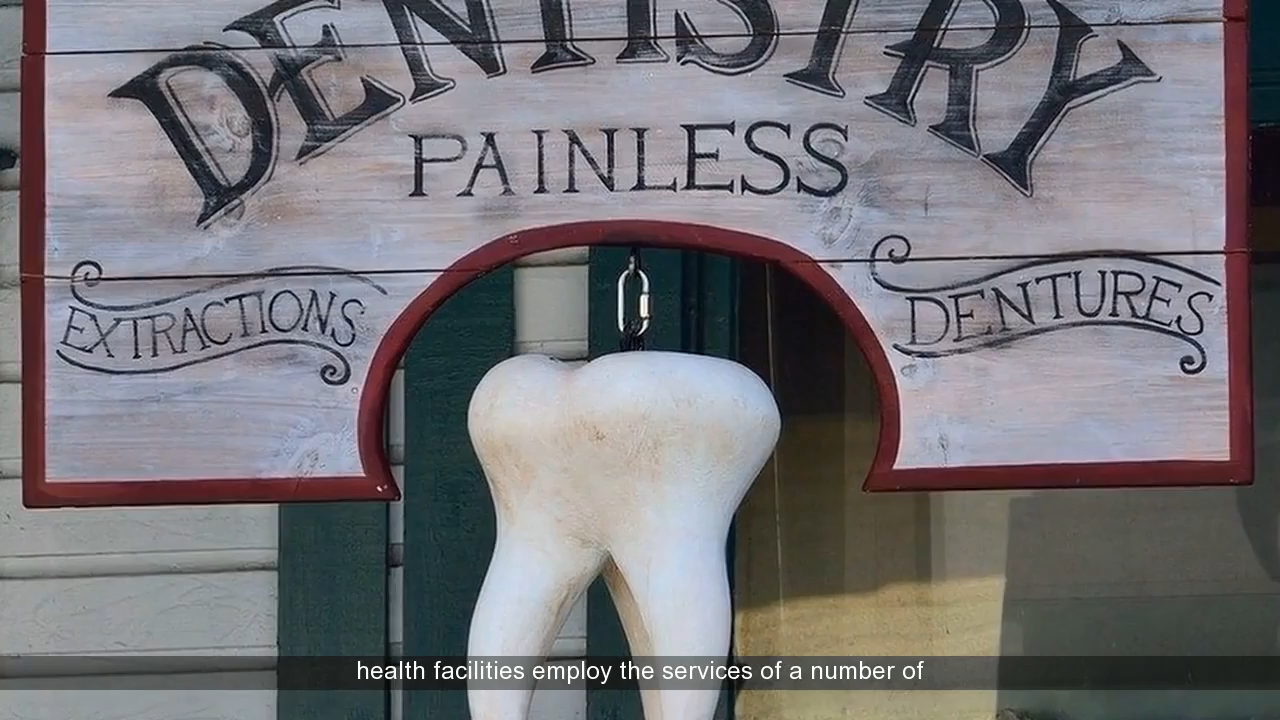 DENTISTRY
PAINLESS
EXTRACTIONS
DENTURES
health facilities employ the services of a number of